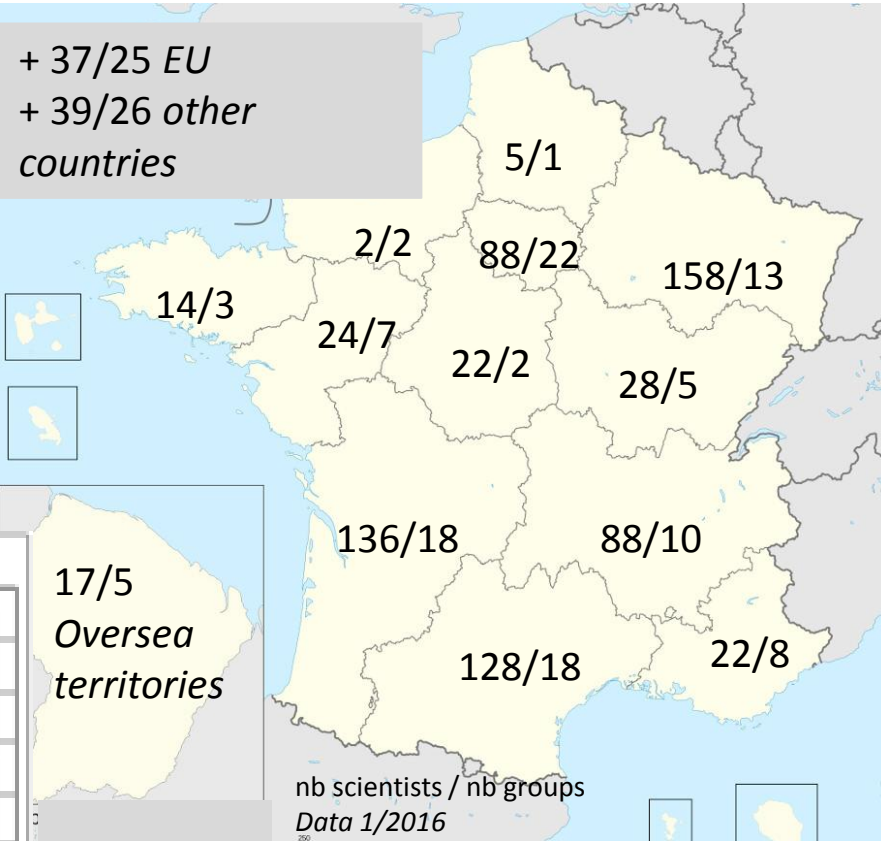 + 37/25 EU
+ 39/26 other
countries
5/1
2/2
88/22
158/13
14/3
24/7
22/2
28/5
136/18
88/10
17/5
Oversea
territories
128/18
22/8
nb scientists / nb groups
Data 1/2016
250